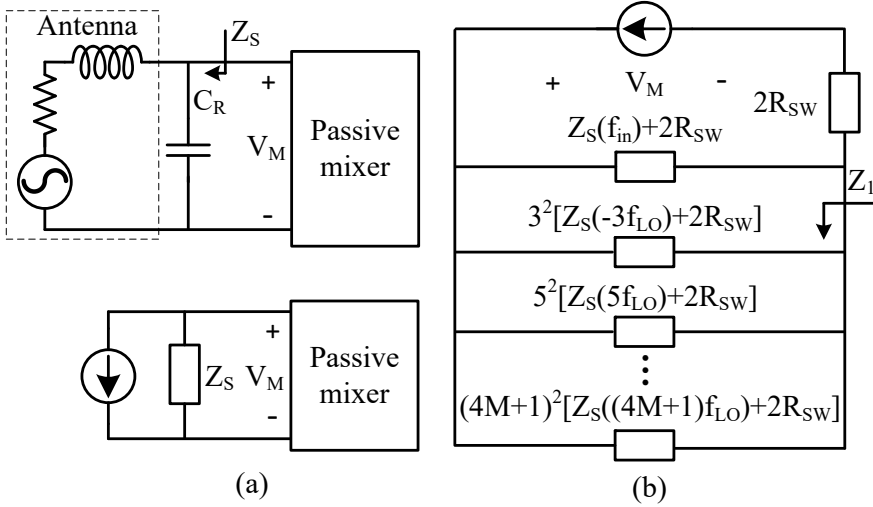 Antenna
Z_S
C_R
+
V_M
-
Passive
mixer
+
Z_S
V_M
-
Passive
mixer
(a)
+
V_M
-
2R_SW
Z_S(f_in)+2R_SW
Z_1
3^2[Z_S(-3f_LO)+2R_SW]
5^2[Z_S(5f_LO)+2R_SW]
(4M+1)^2[Z_S((4M+1)f_LO)+2R_SW]
(b)